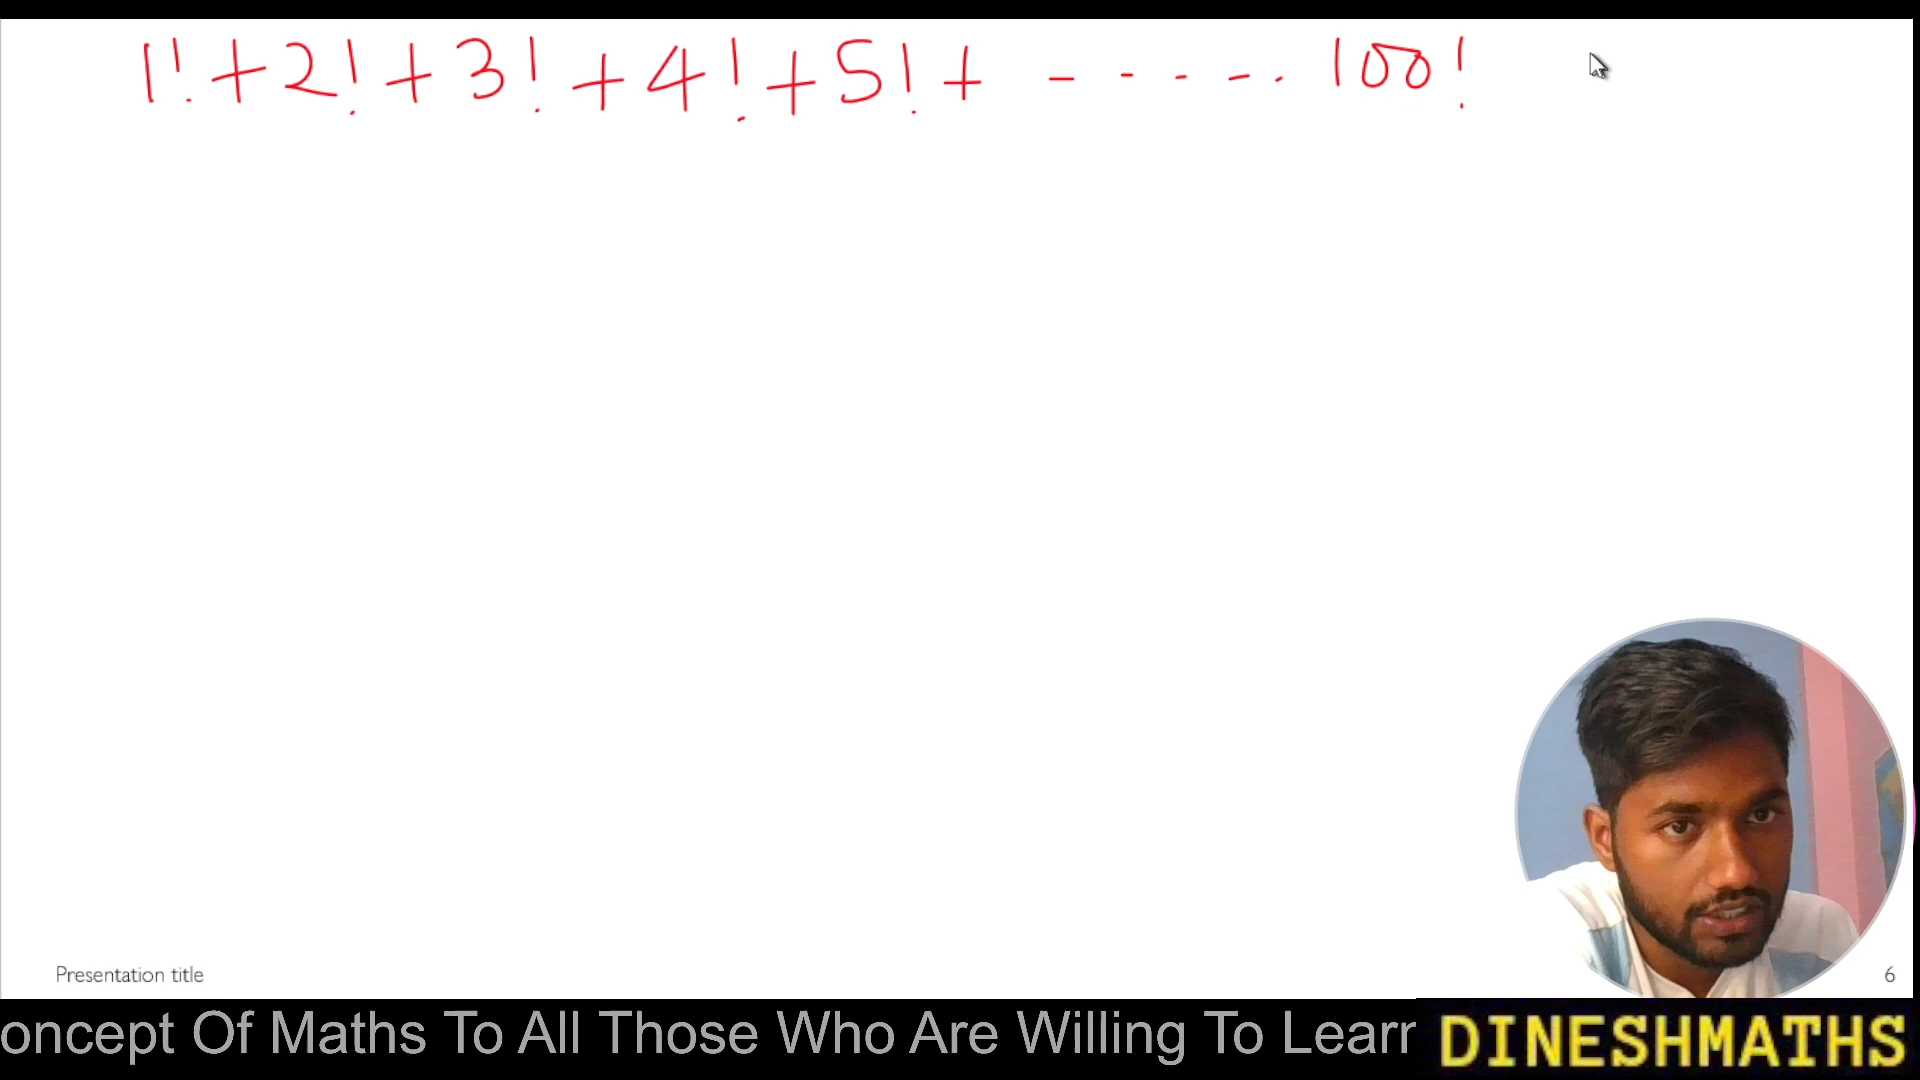 1! + 2! + 3! + 4! + 5! + - - - - - . 100!
Presentation title
6
oncept Of Maths To All Those Who Are Willing To Learn
DINESHMATHS